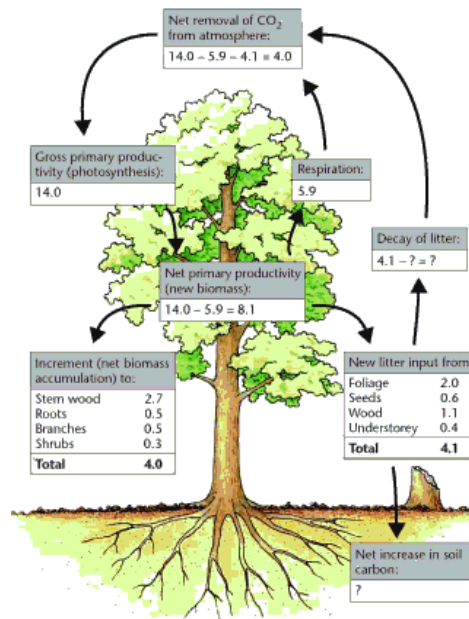 Net removal of CO₂
from atmosphere:
14.0 – 5.9 – 4.1 = 4.0
Gross primary produc-
tivity (photosynthesis):
14.0
Respiration:
5.9
Decay of litter:
4.1 – ? = ?
Net primary productivity
(new biomass):
14.0 – 5.9 = 8.1
Increment (net biomass
accumulation) to:
Stem wood 2.7
Roots 0.5
Branches 0.5
Shrubs 0.3
Total 4.0
New litter input from
Foliage 2.0
Seeds 0.6
Wood 1.1
Understorey 0.4
Total 4.1
Net increase in soil
carbon:
?